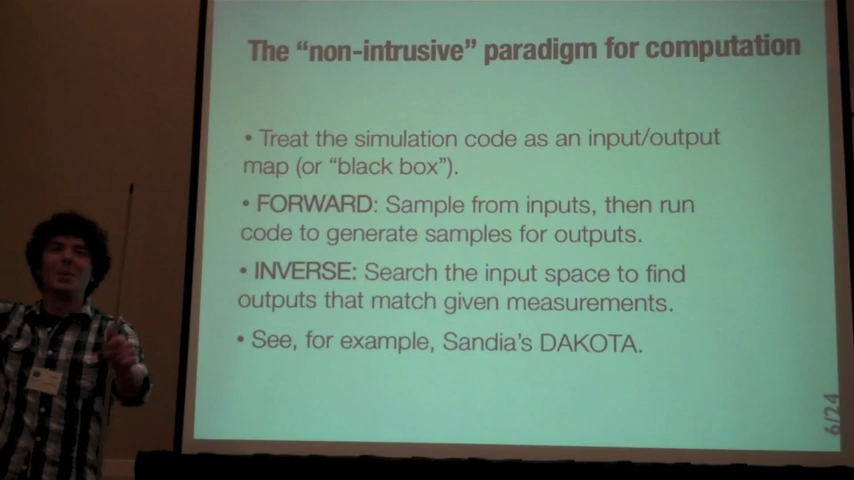 The “non-intrusive” paradigm for computation
• Treat the simulation code as an input/output
map (or “black box”).
• FORWARD: Sample from inputs, then run
code to generate samples for outputs.
• INVERSE: Search the input space to find
outputs that match given measurements.
• See, for example, Sandia’s DAKOTA.
6/24